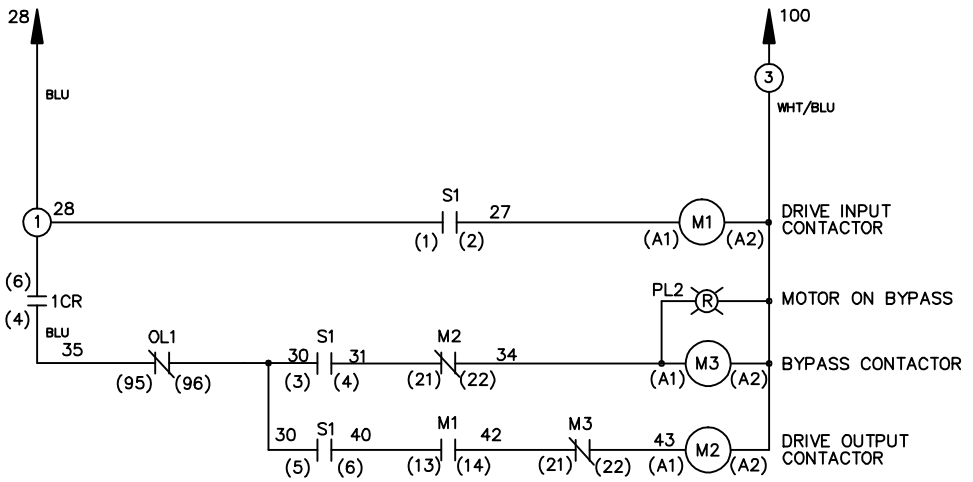 28
100
BLU
3
WHT/BLU
S1
DRIVE INPUT
CONTACTOR
1
28
27
M1
(1)
(2)
(A1)
(A2)
(6)
1CR
(4)
PL2
R
MOTOR ON BYPASS
BLU
35
OL1
(95)
(96)
S1
30
31
(3)
(4)
M2
34
(21)
(22)
M3
(A1)
(A2)
BYPASS CONTACTOR
30
S1
40
(5)
(6)
M1
42
(13)
(14)
M3
(21)
(22)
43
M2
(A1)
(A2)
DRIVE OUTPUT
CONTACTOR